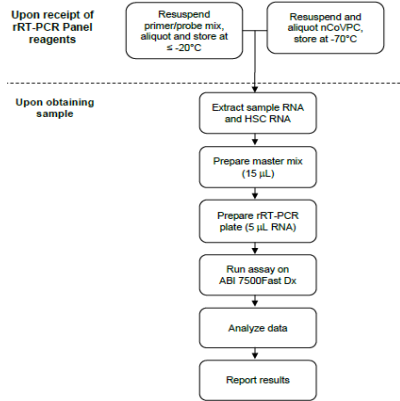 Upon receipt of
rRT-PCR Panel
reagents
Resuspend
primer/probe mix,
aliquot and store at
≤ -20°C
Resuspend and
aliquot nCoVPC,
store at -70°C
Upon obtaining
sample
Extract sample RNA
and HSC RNA
Prepare master mix
(15 µL)
Prepare rRT-PCR
plate (5 µL RNA)
Run assay on
ABI 7500Fast Dx
Analyze data
Report results